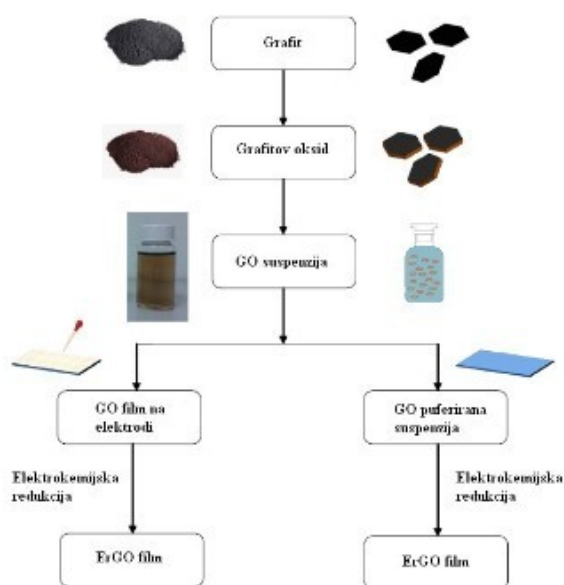 Grafit
Grafitov oksid
GO suspenzija
GO film na
elektrodi
GO puferirana
suspenzija
Elektrokemijska
redukcija
Elektrokemijska
redukcija
ErGO film
ErGO film